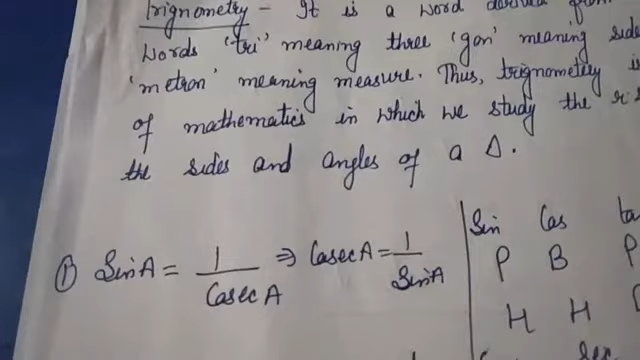 Trignometry - It is a word derived from
words 'tri' meaning three 'gon' meaning side
'metron' meaning measure. Thus, trignometry is
of mathematics in which we study the
the sides and angles of a Δ.
① SinA = 1/CosecA ⇒ CosecA = 1/SinA
Sin Cos ta
P B P
H H
Sec